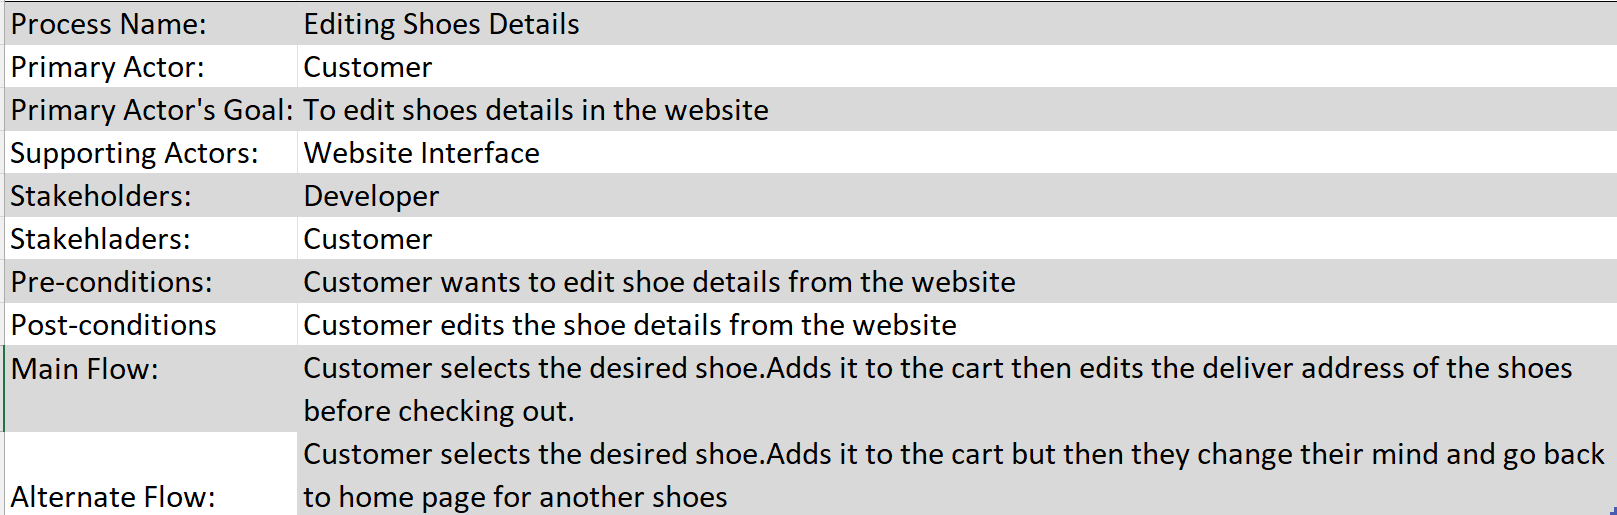 Process Name: Editing Shoes Details
Primary Actor: Customer
Primary Actor's Goal: To edit shoes details in the website
Supporting Actors: Website Interface
Stakeholders: Developer
Stakehladers: Customer
Pre-conditions: Customer wants to edit shoe details from the website
Post-conditions Customer edits the shoe details from the website
Main Flow: Customer selects the desired shoe.Adds it to the cart then edits the deliver address of the shoes
before checking out.
Customer selects the desired shoe.Adds it to the cart but then they change their mind and go back
Alternate Flow: to home page for another shoes